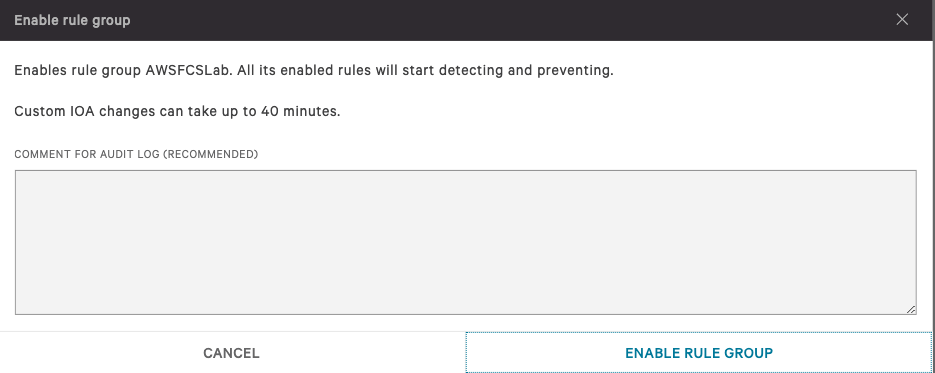 Enable rule group
Enables rule group AWSFCSLab. All its enabled rules will start detecting and preventing.
Custom IOA changes can take up to 40 minutes.
COMMENT FOR AUDIT LOG (RECOMMENDED)
CANCEL
ENABLE RULE GROUP